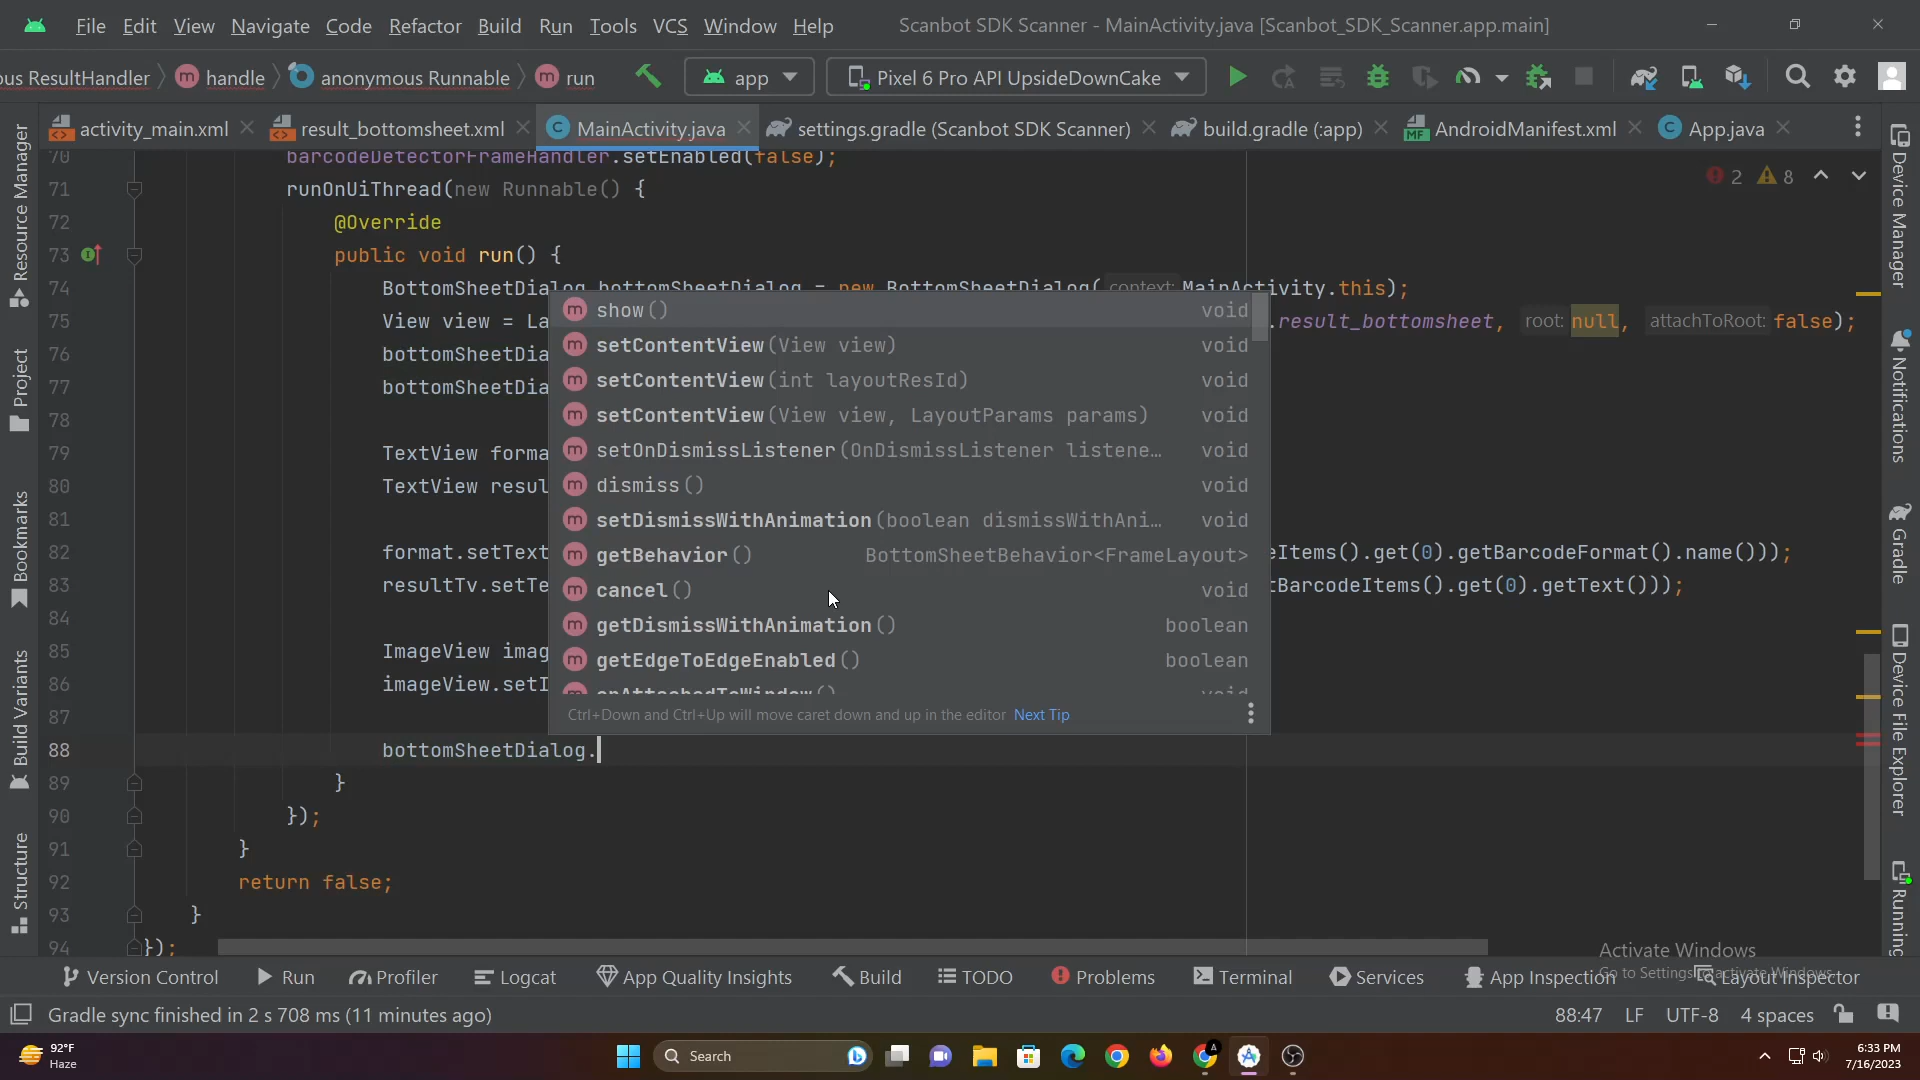 File Edit View Navigate Code Refactor Build Run Tools VCS Window Help Scanbot SDK Scanner - MainActivity.java [Scanbot_SDK_Scanner.app.main]
us ResultHandler handle anonymous Runnable run app Pixel 6 Pro API UpsideDownCake
activity_main.xml result_bottomsheet.xml MainActivity.java settings.gradle (Scanbot SDK Scanner) build.gradle (:app) AndroidManifest.xml App.java
70 barcodeDetectorFrameHandler.setEnabled(false);
2 8
71 runOnUiThread(new Runnable() {
72 @Override
73 public void run() {
74 BottomSheetDialog bottomSheetDialog = new BottomSheetDialog( context: MainActivity.this);
show() void
75 View view = La .result_bottomsheet, root: null, attachToRoot: false);
setContentView(View view) void
76 bottomSheetDia
setContentView(int layoutResId) void
77 bottomSheetDia
setContentView(View view, LayoutParams params) void
78
79 TextView forma
setOnDismissListener(OnDismissListener listene… void
80 TextView resul
dismiss() void
81
setDismissWithAnimation(boolean dismissWithAni… void
82 format.setText eItems().get(0).getBarcodeFormat().name()));
getBehavior() BottomSheetBehavior<FrameLayout>
83 resultTv.setTe tBarcodeItems().get(0).getText()));
cancel() void
84
getDismissWithAnimation() boolean
85 ImageView imag
getEdgeToEdgeEnabled() boolean
86 imageView.setI
onAttachedToWindow() void
87
Ctrl+Down and Ctrl+Up will move caret down and up in the editor Next Tip
88 bottomSheetDialog.
89 }
90 });
91 }
92 return false;
93 }
94 });
Resource Manager
Project
Bookmarks
Build Variants
Structure
Device Manager
Notifications
Gradle
Device File Explorer
Running
Activate Windows
Go to Settings to activate Windows.
Version Control Run Profiler Logcat App Quality Insights Build TODO Problems Terminal Services App Inspection Layout Inspector
Gradle sync finished in 2 s 708 ms (11 minutes ago) 88:47 LF UTF-8 4 spaces
92°F
Haze
Search
6:33 PM
7/16/2023